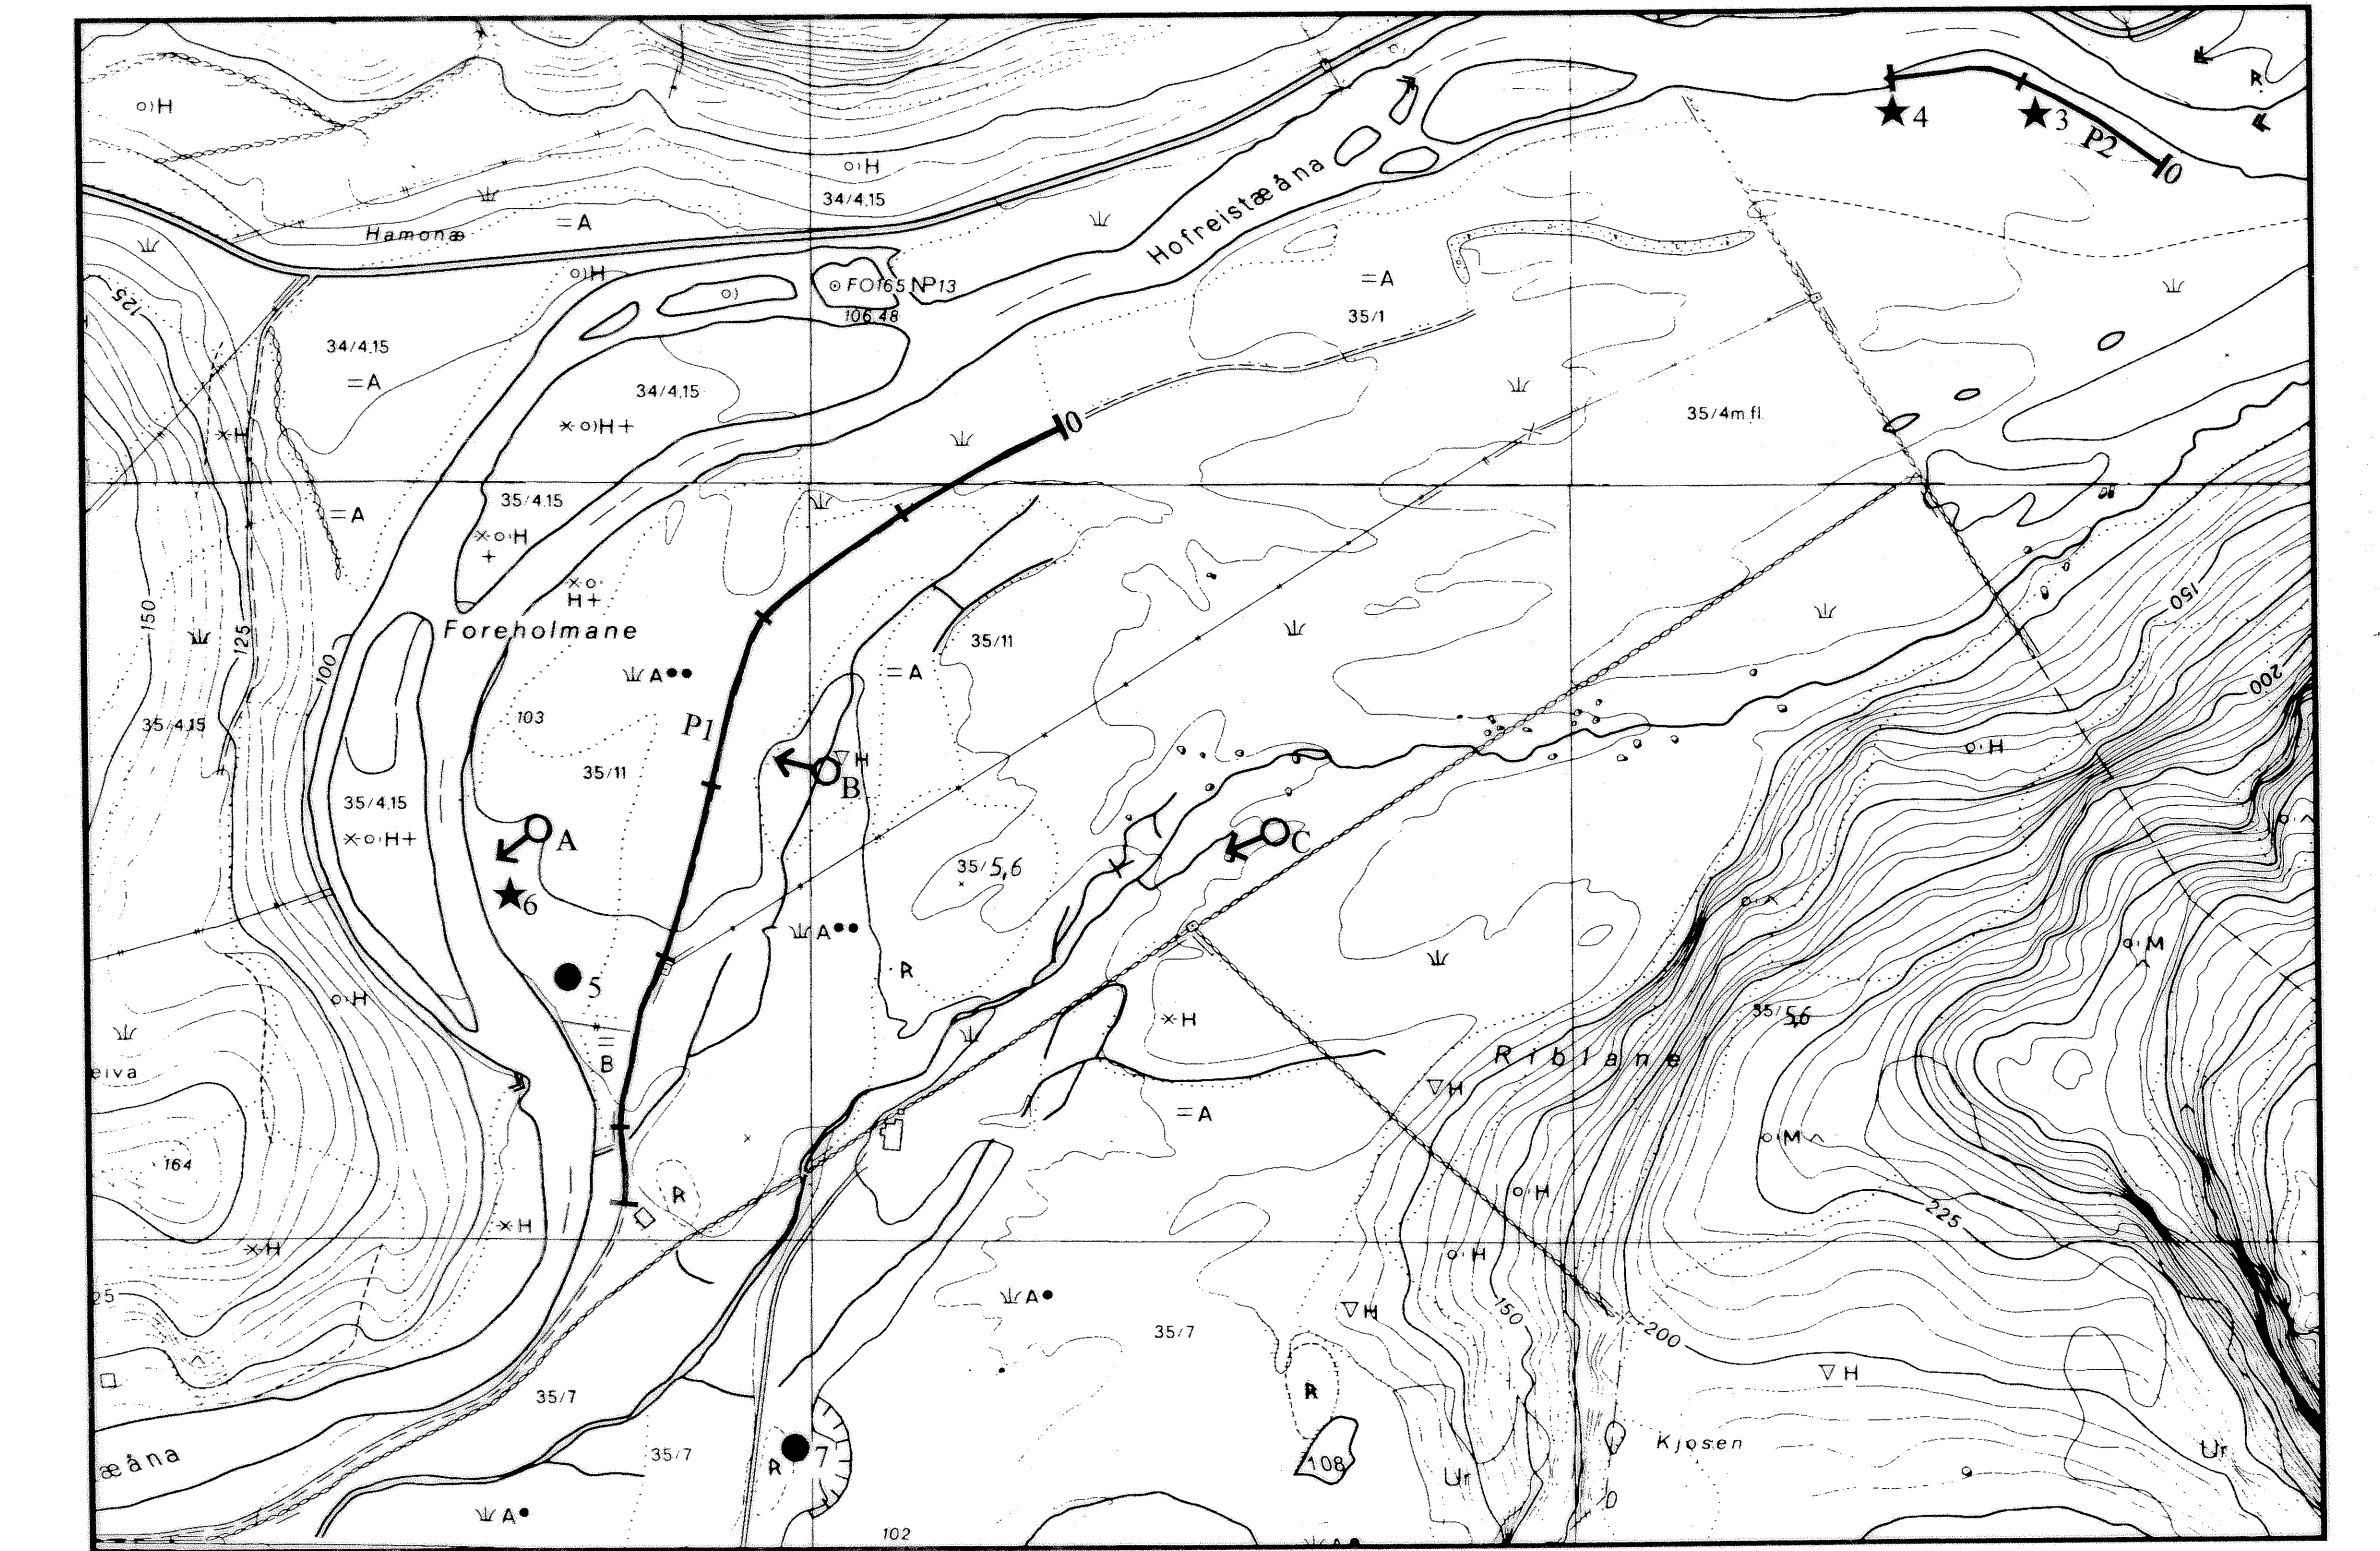 o)H
4
3
P2
R
0
o)H
34/4.15
=A
Hamonæ
Hofreistæåna
o)H
o)
FO165 NP13
106.48
125
=A
35/1
34/4.15
=A
34/4.15
o)H+
0
35/4 m.fl.
H
35/4.15
=A
H
+
H+
150
125
100
150
Foreholmane
35/11
A
=A
200
103
P1
35/4.15
35/11
H
B
H
35/4.15
H+
A
C
35/5,6
6
A
M
R
5
H
35/5,6
H
Riblane
B
eiva
H
=A
M
164
R
H
H
225
H
H
25
A
150
H
35/7
200
H
R
35/7
35/7
Kjosen
Ur
æåna
R
7
108
Ur
A
102
A